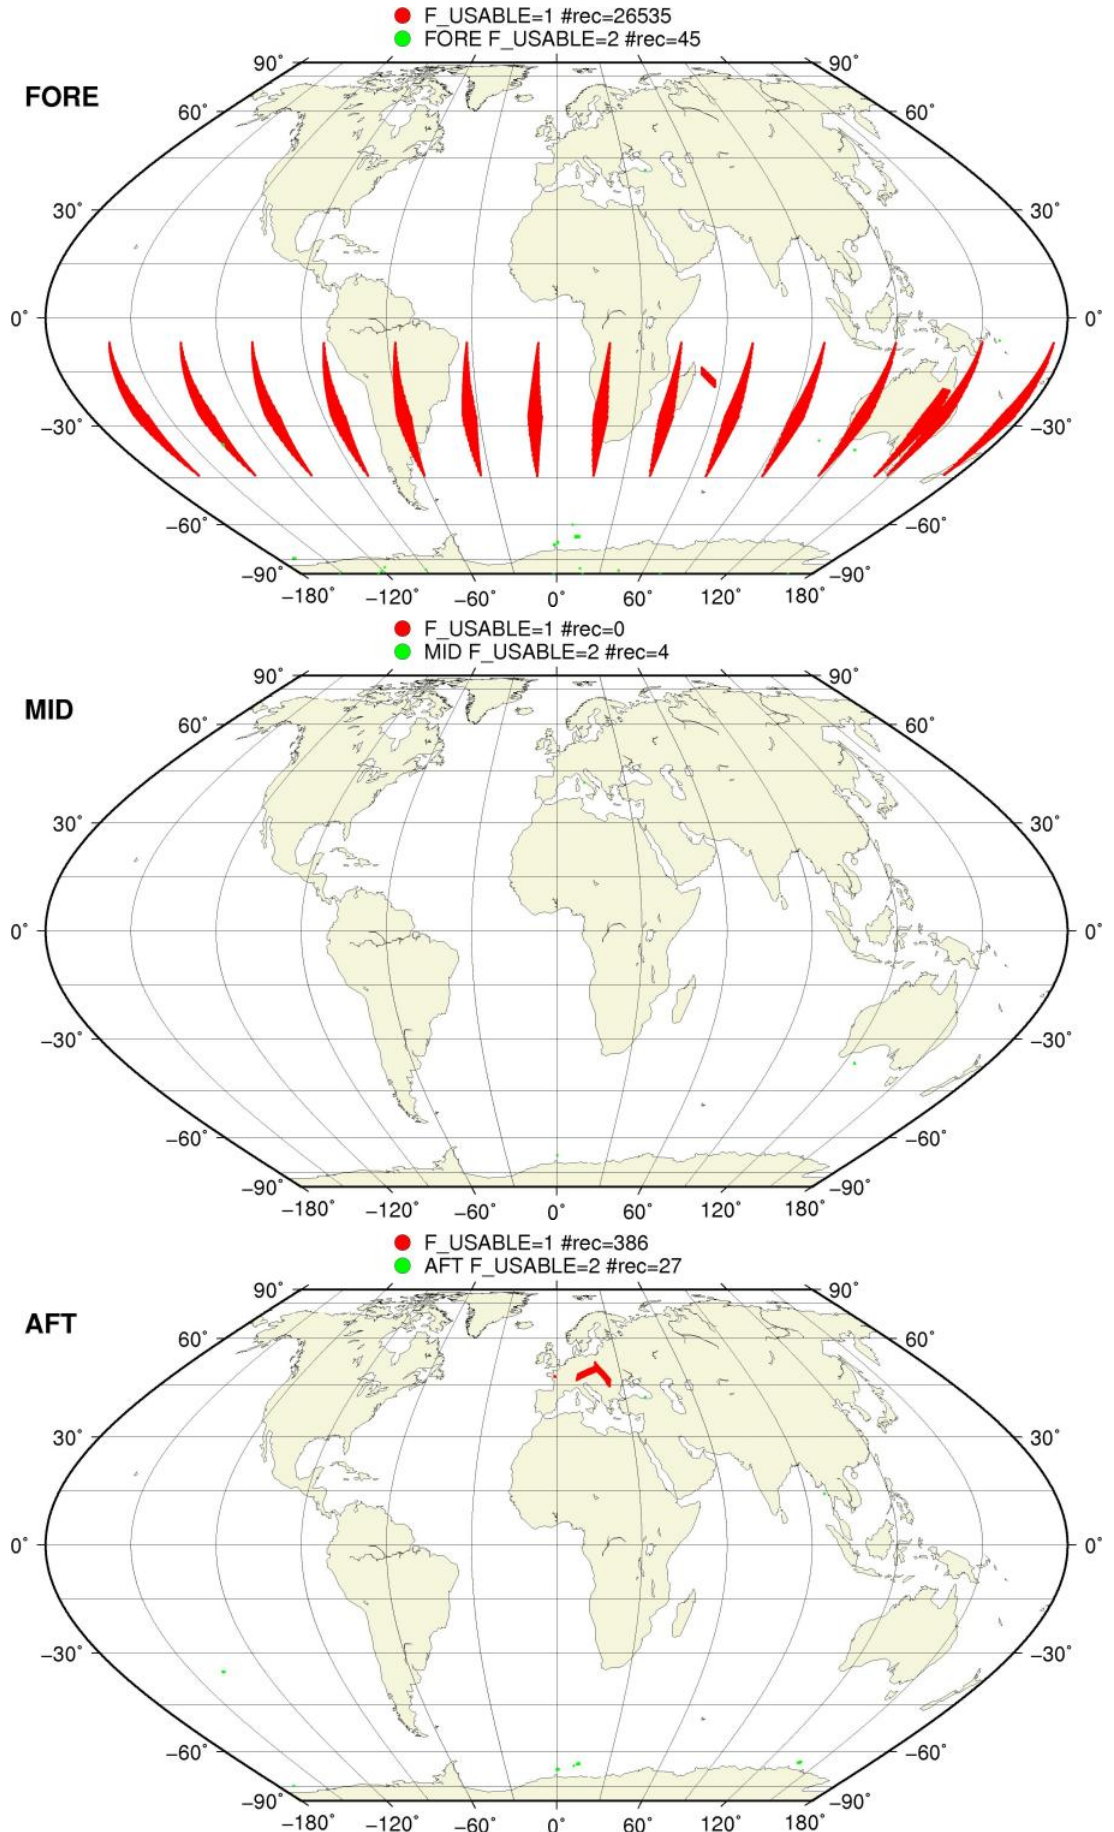 F_USABLE=1 #rec=26535
FORE F_USABLE=2 #rec=45
FORE
90° 90°
60° 60°
30° 30°
0° 0°
−30° −30°
−60° −60°
−90° −90°
−180° −120° −60° 0° 60° 120° 180°
F_USABLE=1 #rec=0
MID F_USABLE=2 #rec=4
MID
90° 90°
60° 60°
30° 30°
0° 0°
−30° −30°
−60° −60°
−90° −90°
−180° −120° −60° 0° 60° 120° 180°
F_USABLE=1 #rec=386
AFT F_USABLE=2 #rec=27
AFT
90° 90°
60° 60°
30° 30°
0° 0°
−30° −30°
−60° −60°
−90° −90°
−180° −120° −60° 0° 60° 120° 180°